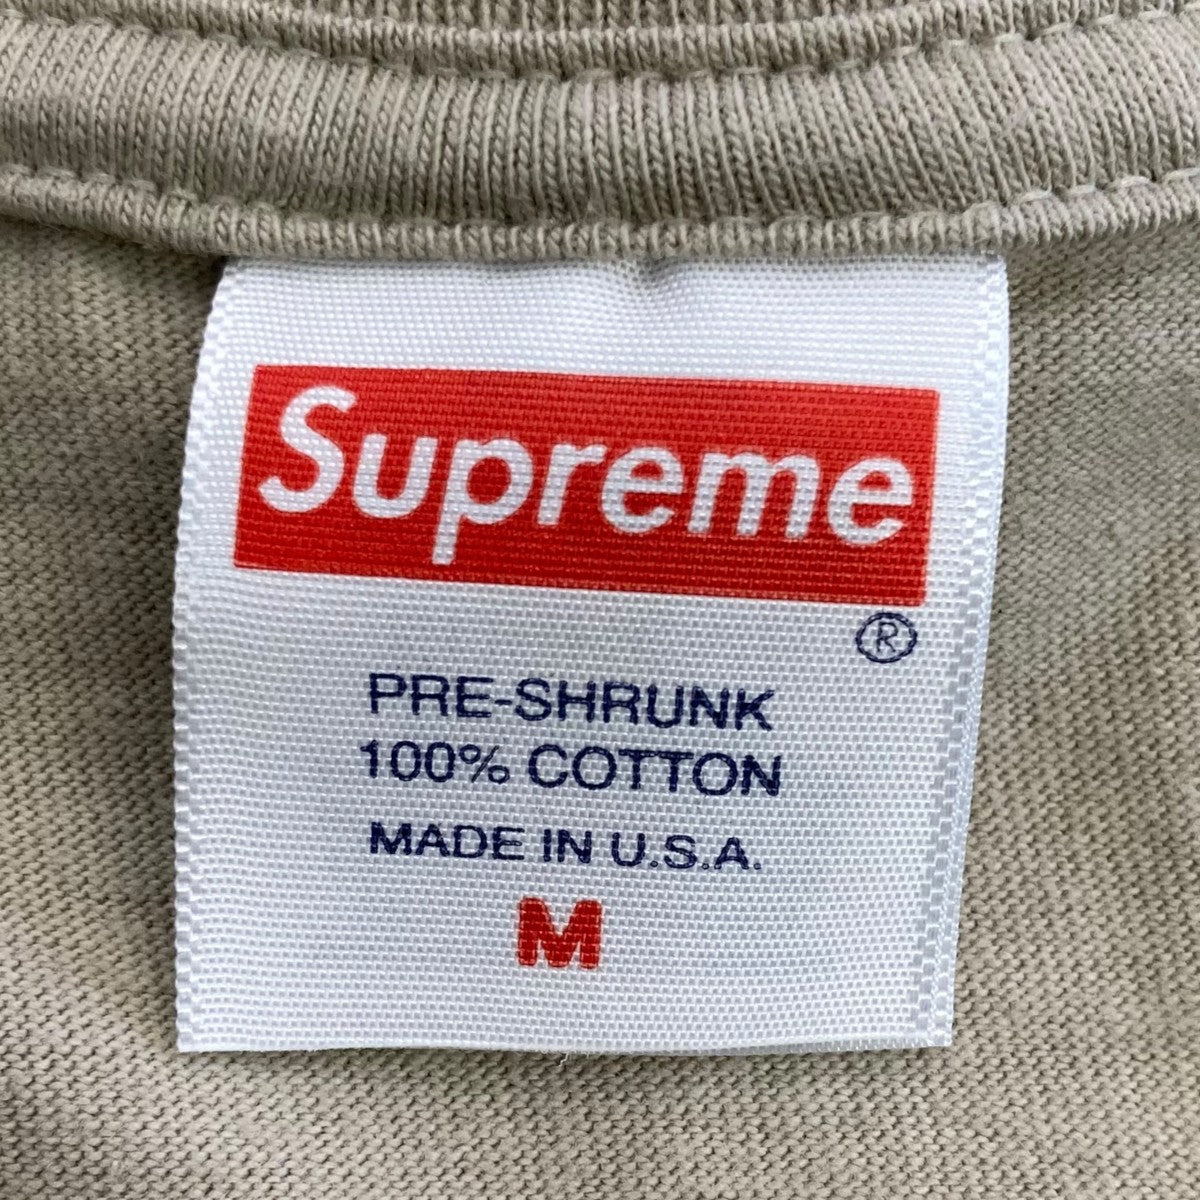 Supreme
®
PRE-SHRUNK
100% COTTON
MADE IN U.S.A.
M